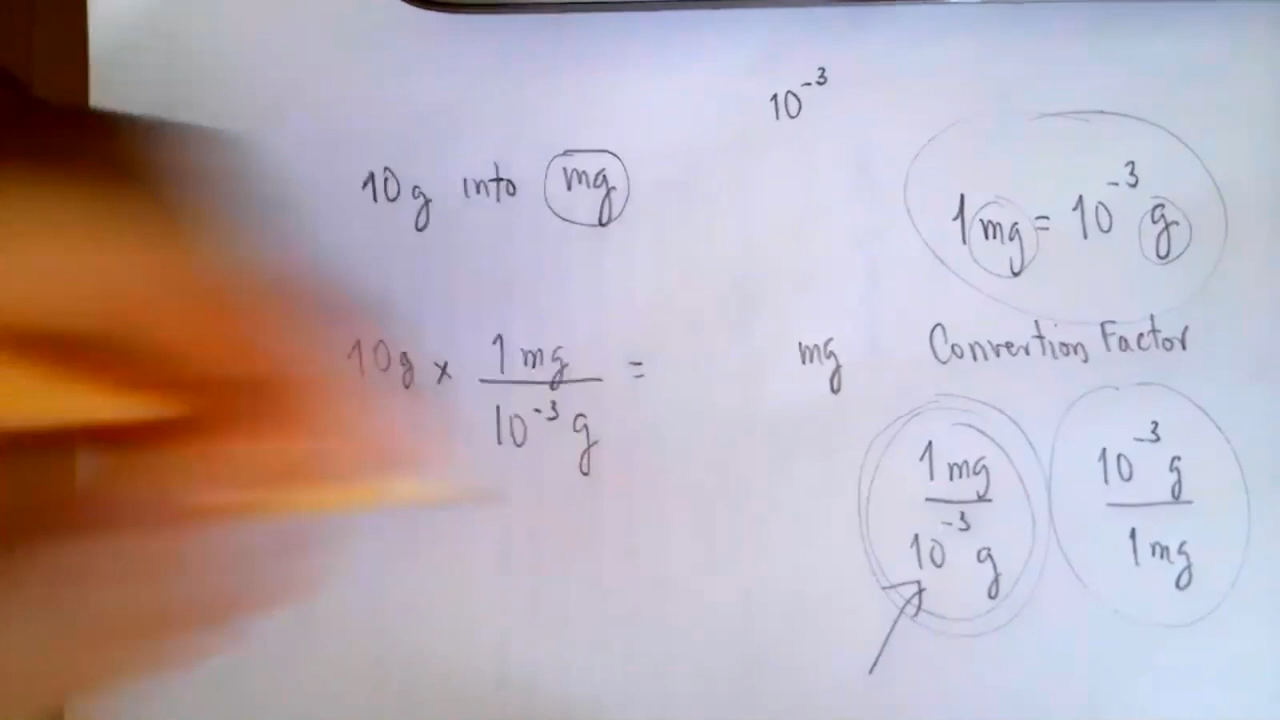 10⁻³
10g into mg
1mg = 10⁻³ g
10g × 1mg / 10⁻³ g = mg
Convertion Factor
1mg / 10⁻³ g
10⁻³ g / 1mg